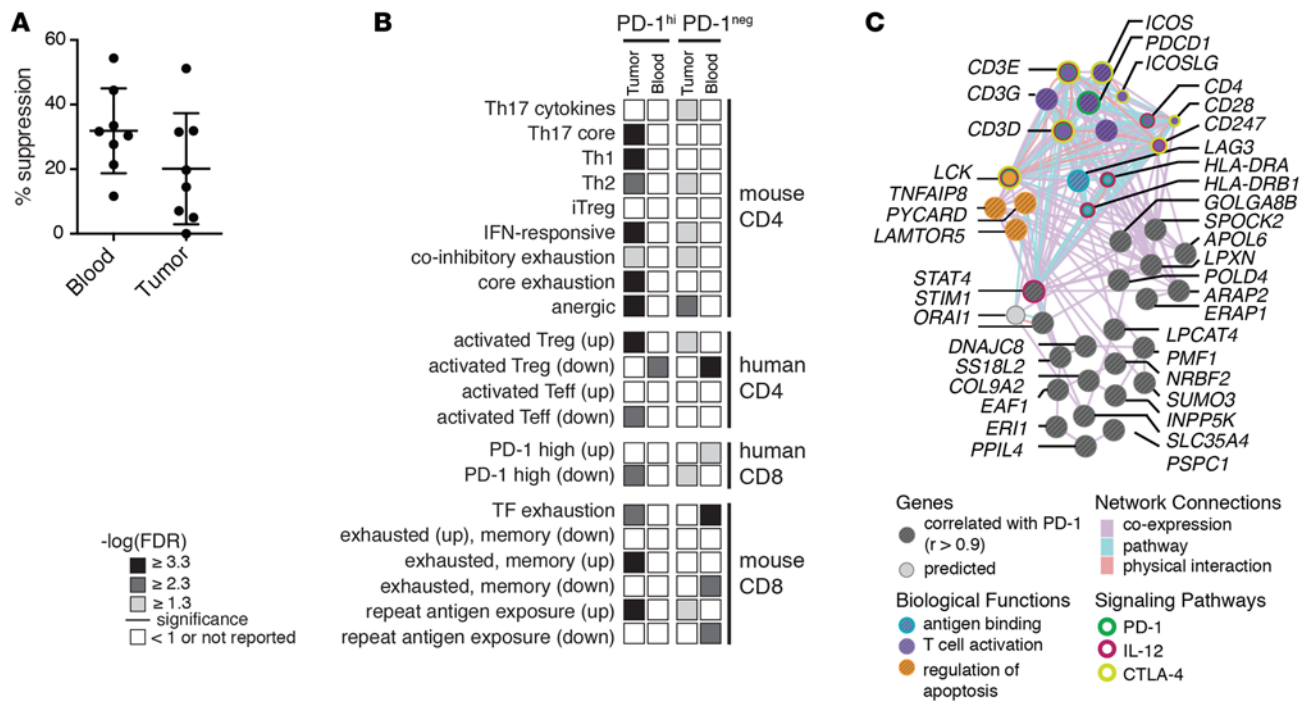 A
60
40
20
0
% suppression
Blood
Tumor
-log(FDR)
≥ 3.3
≥ 2.3
≥ 1.3
significance
< 1 or not reported
B
PD-1hi PD-1neg
Tumor
Blood
Tumor
Blood
Th17 cytokines
Th17 core
Th1
Th2
iTreg
IFN-responsive
co-inhibitory exhaustion
core exhaustion
anergic
mouse
CD4
activated Treg (up)
activated Treg (down)
activated Teff (up)
activated Teff (down)
human
CD4
PD-1 high (up)
PD-1 high (down)
human
CD8
TF exhaustion
exhausted (up), memory (down)
exhausted, memory (up)
exhausted, memory (down)
repeat antigen exposure (up)
repeat antigen exposure (down)
mouse
CD8
C
CD3E
CD3G
CD3D
LCK
TNFAIP8
PYCARD
LAMTOR5
STAT4
STIM1
ORAI1
DNAJC8
SS18L2
COL9A2
EAF1
ERI1
PPIL4
ICOS
PDCD1
ICOSLG
CD4
CD28
CD247
LAG3
HLA-DRA
HLA-DRB1
GOLGA8B
SPOCK2
APOL6
LPXN
POLD4
ARAP2
ERAP1
LPCAT4
PMF1
NRBF2
SUMO3
INPP5K
SLC35A4
PSPC1
Genes
correlated with PD-1
(r > 0.9)
predicted
Network Connections
co-expression
pathway
physical interaction
Biological Functions
antigen binding
T cell activation
regulation of
apoptosis
Signaling Pathways
PD-1
IL-12
CTLA-4